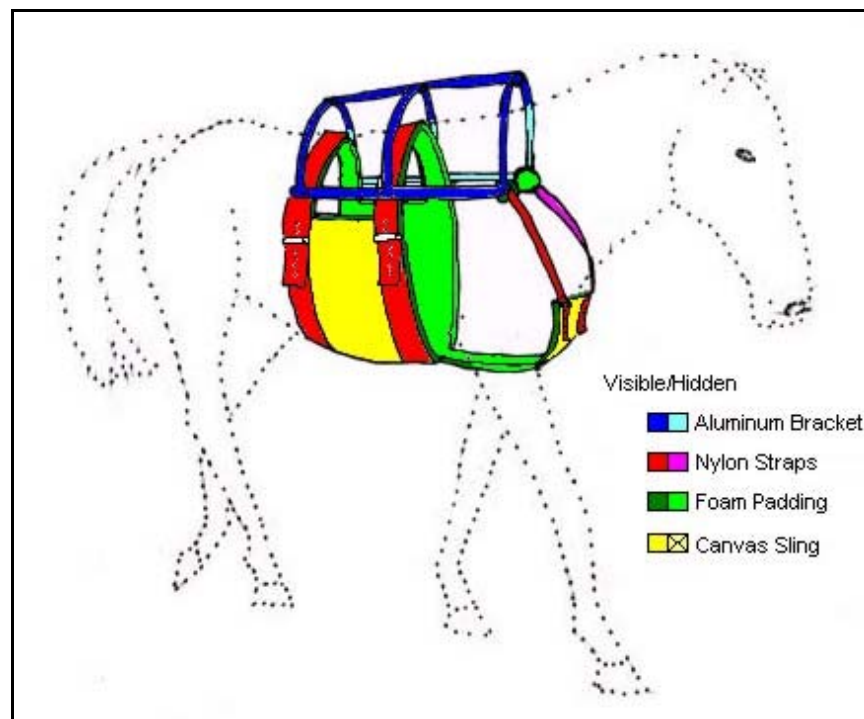 Visible/Hidden
Aluminum Bracket
Nylon Straps
Foam Padding
Canvas Sling